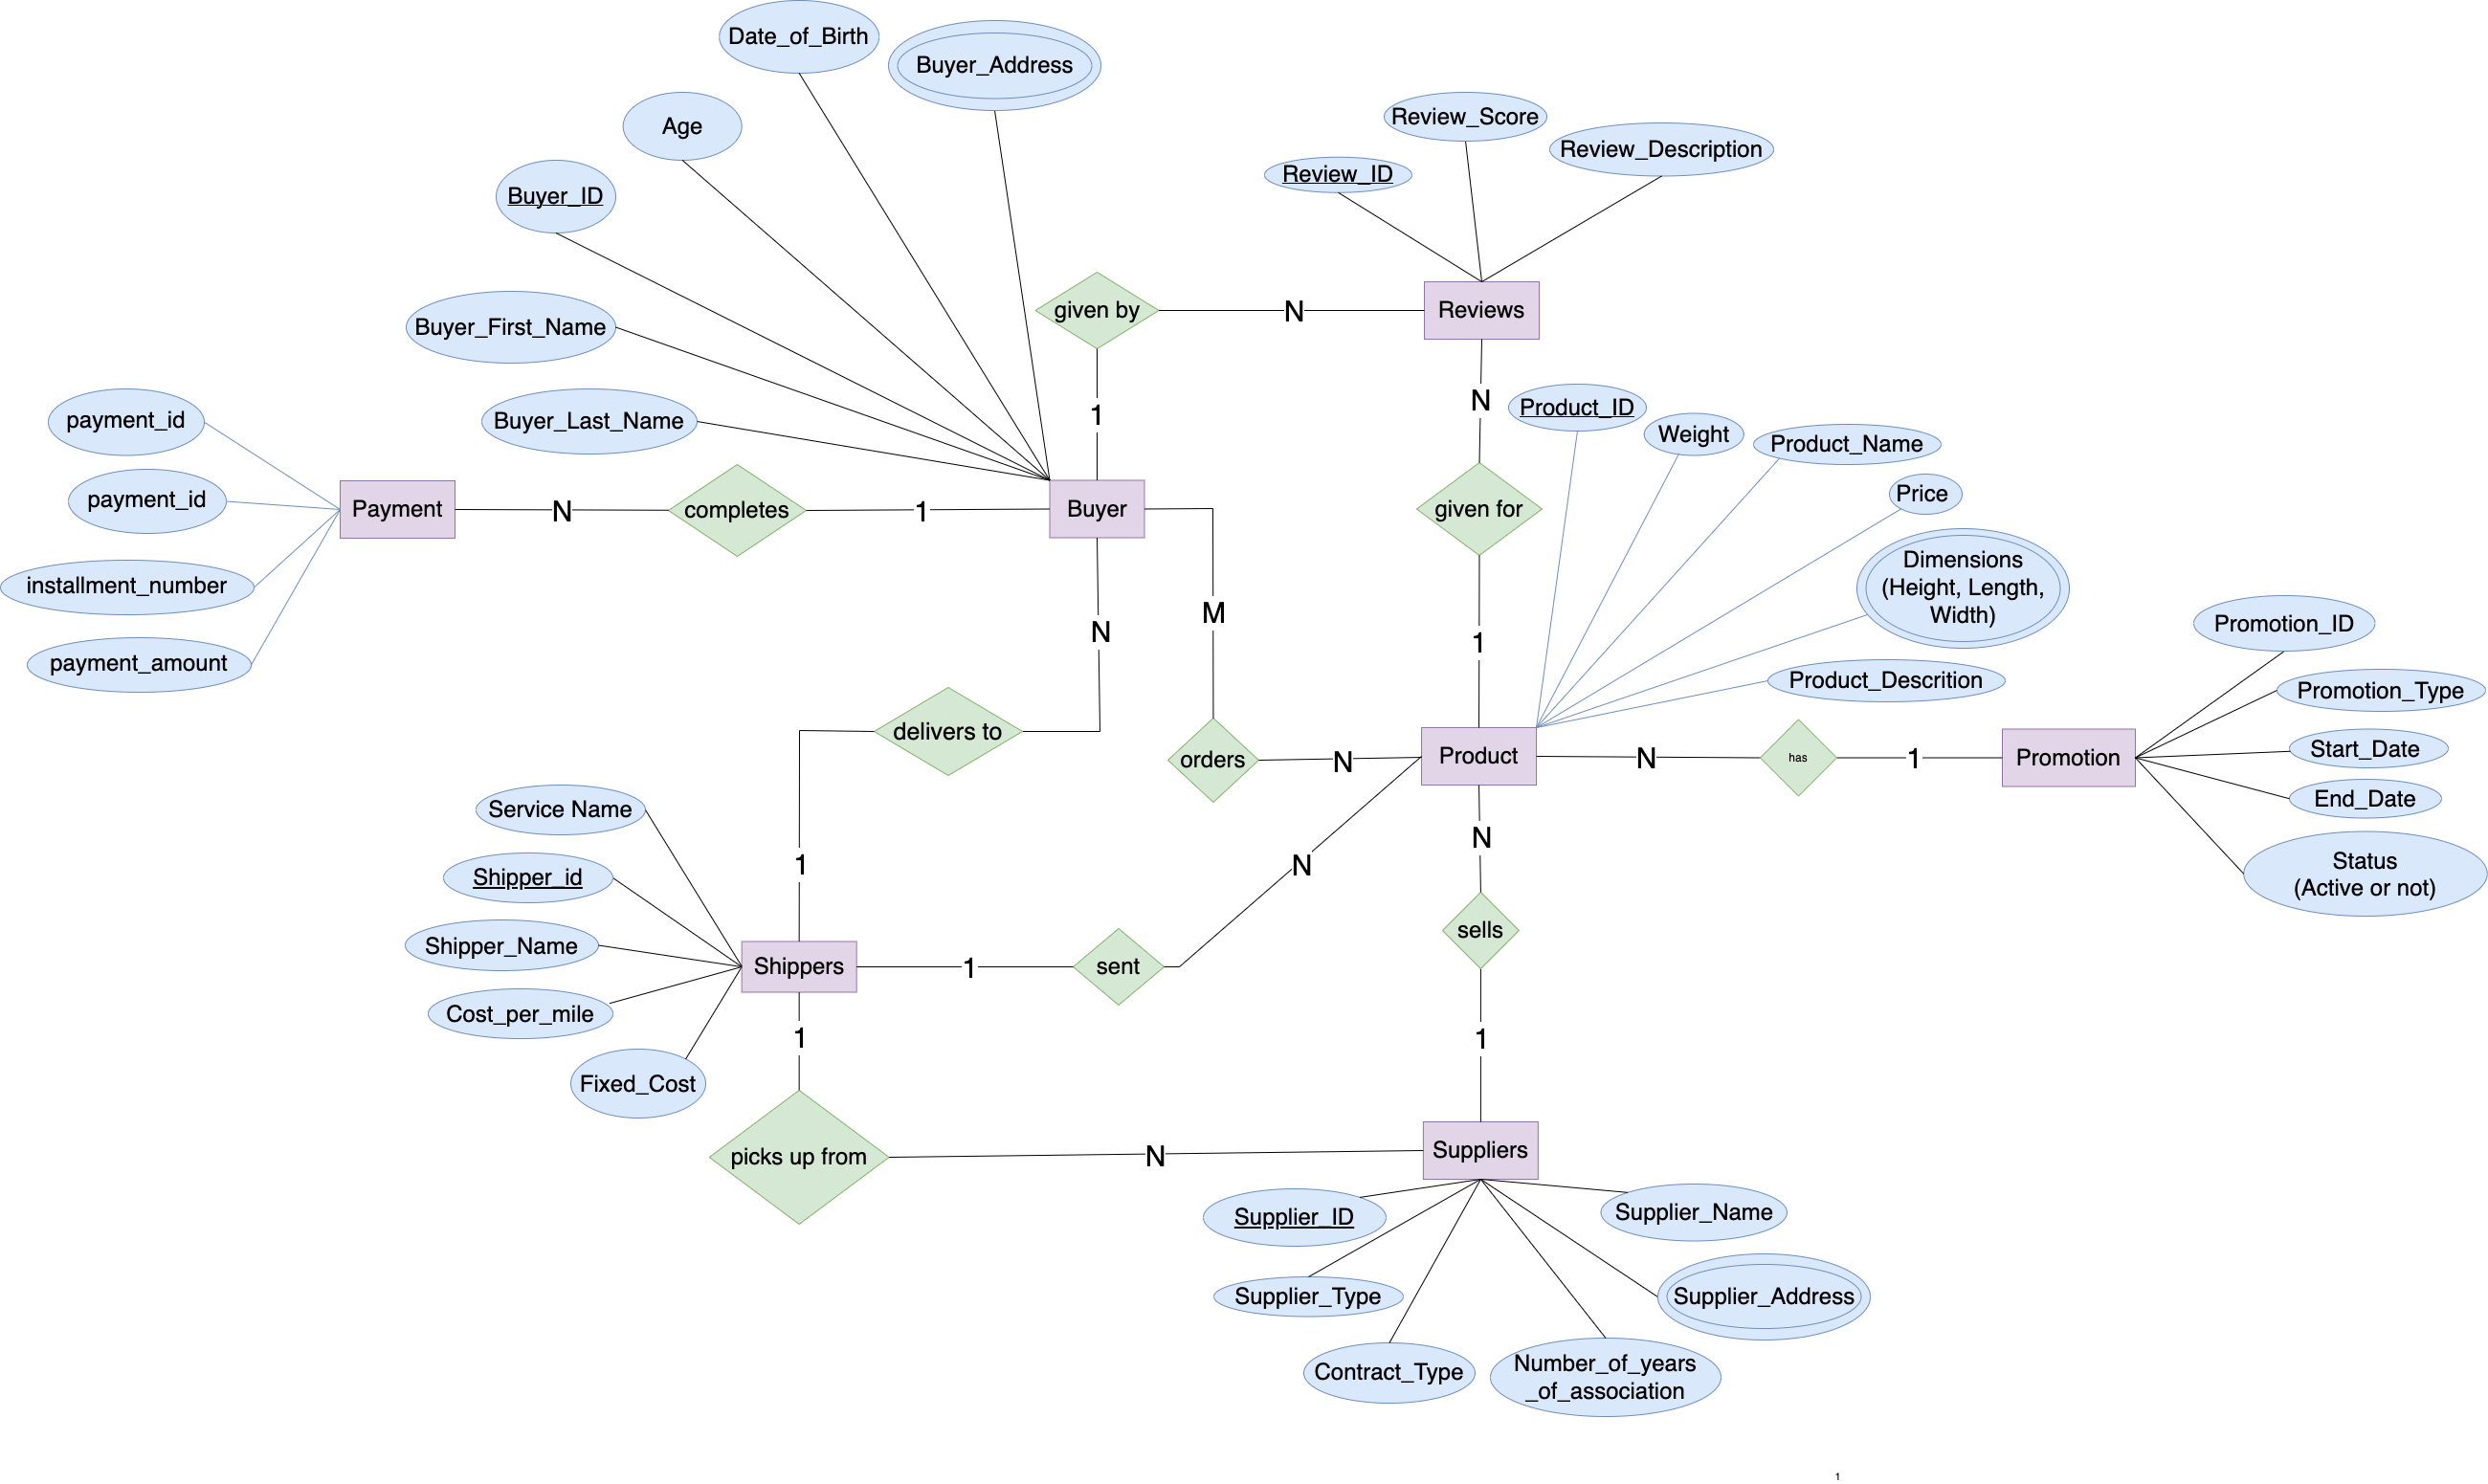 Date_of_Birth
Buyer_Address
Age
Buyer_ID
Buyer_First_Name
Buyer_Last_Name
Review_Score
Review_Description
Review_ID
given by
N
Reviews
1
N
payment_id
payment_id
installment_number
payment_amount
Payment
N
completes
1
Buyer
given for
Product_ID
Weight
Product_Name
Price
Dimensions
(Height, Length,
Width)
Product_Descrition
N
M
1
delivers to
orders
N
Product
N
has
1
Promotion
Promotion_ID
Promotion_Type
Start_Date
End_Date
Status
(Active or not)
Service Name
Shipper_id
Shipper_Name
Cost_per_mile
Fixed_Cost
1
Shippers
1
sent
N
N
sells
1
1
picks up from
N
Suppliers
Supplier_ID
Supplier_Name
Supplier_Type
Supplier_Address
Contract_Type
Number_of_years
_of_association
1